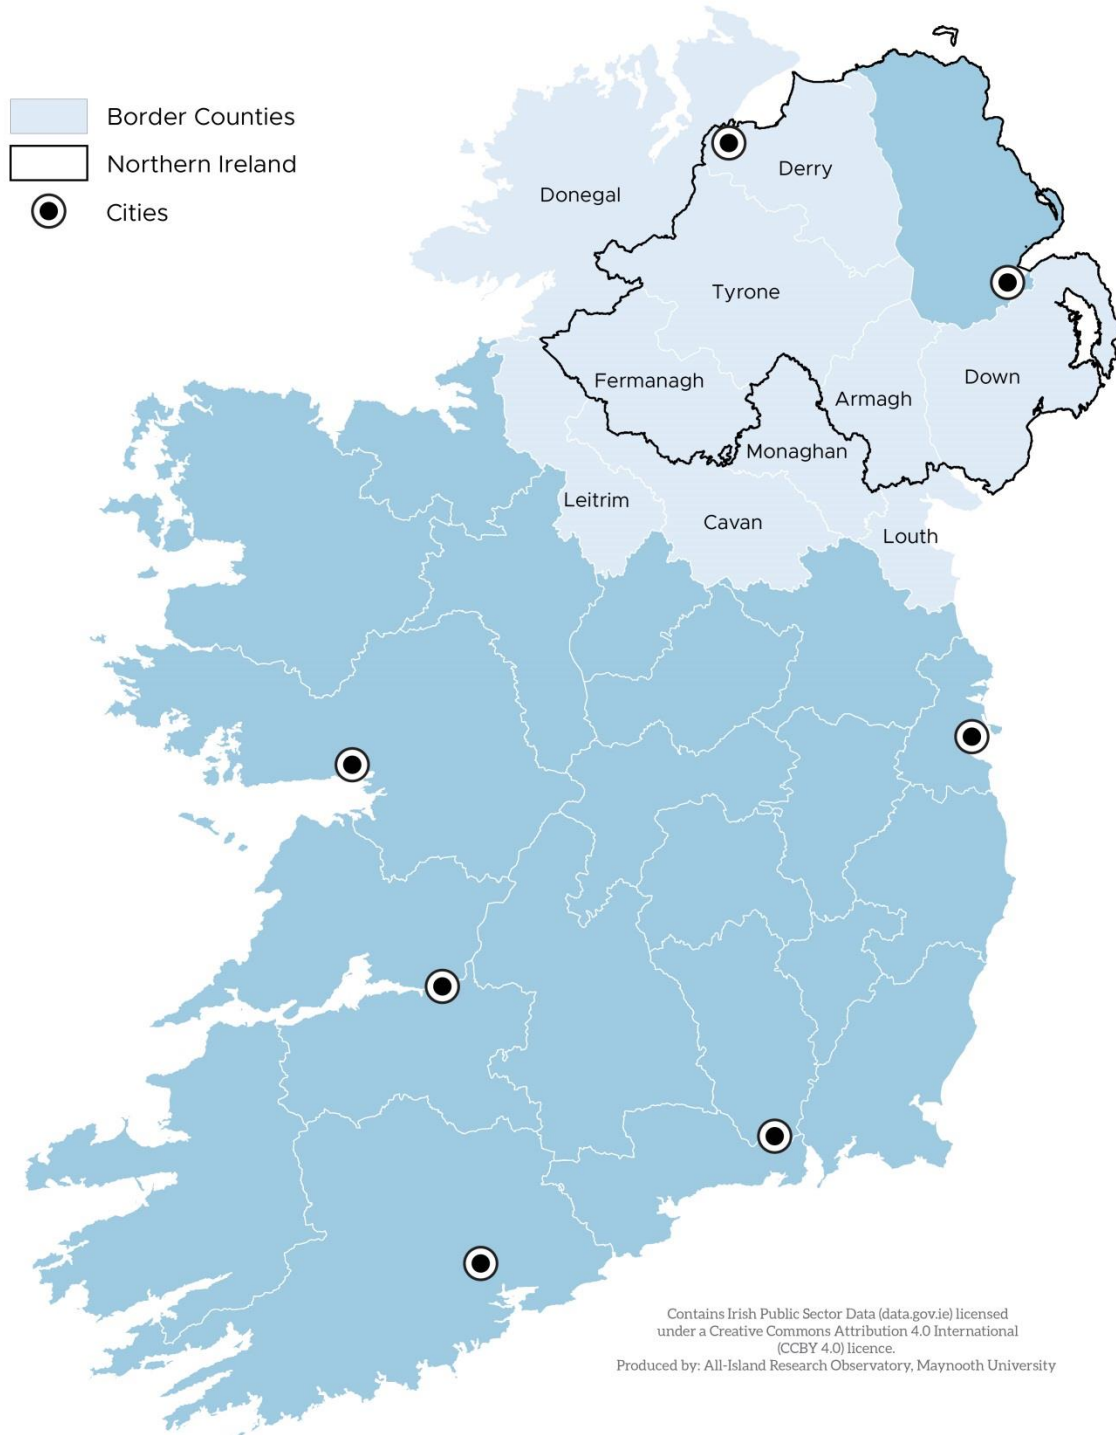 Border Counties
Northern Ireland
Cities
Derry
Donegal
Tyrone
Fermanagh
Down
Armagh
Monaghan
Leitrim
Cavan
Louth
Contains Irish Public Sector Data (data.gov.ie) licensed
under a Creative Commons Attribution 4.0 International
(CCBY 4.0) licence.
Produced by: All-Island Research Observatory, Maynooth University